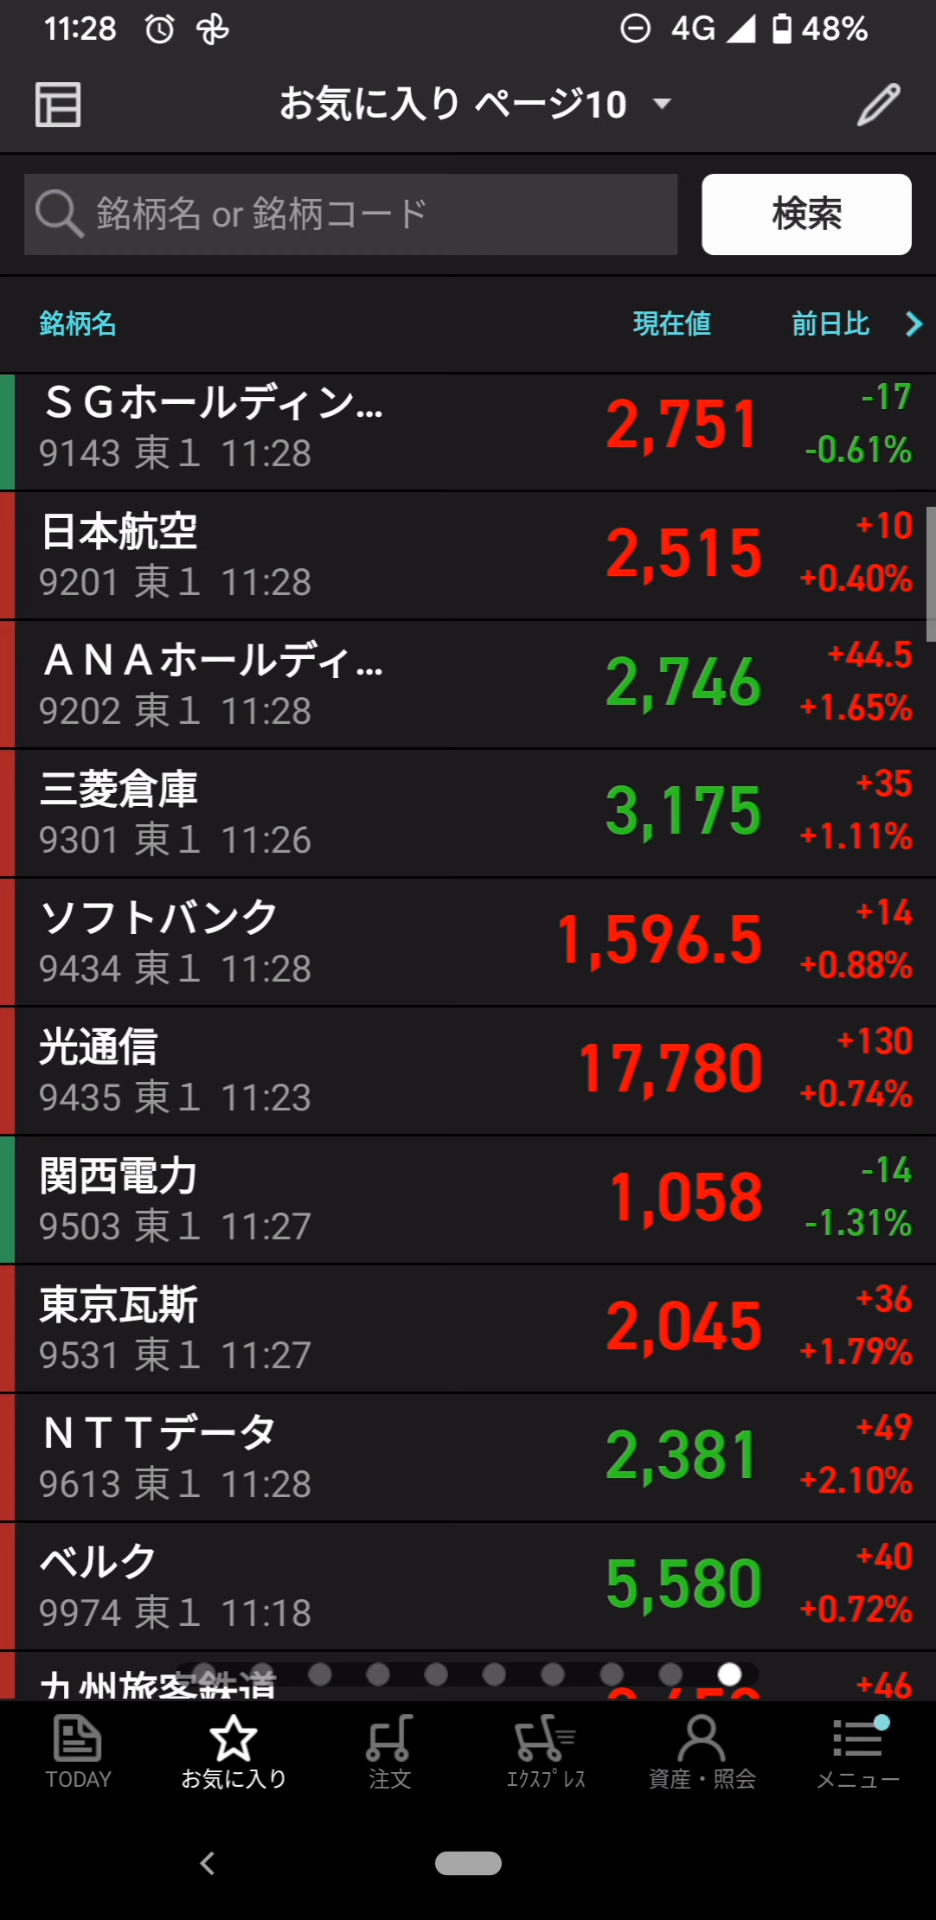 11:28 4G 48%
お気に入り ページ10
銘柄名 or 銘柄コード 検索
銘柄名 現在値 前日比
ＳＧホールディン... 2,751 -17
9143 東１ 11:28 -0.61%
日本航空 2,515 +10
9201 東１ 11:28 +0.40%
ＡＮＡホールディ... 2,746 +44.5
9202 東１ 11:28 +1.65%
三菱倉庫 3,175 +35
9301 東１ 11:26 +1.11%
ソフトバンク 1,596.5 +14
9434 東１ 11:28 +0.88%
光通信 17,780 +130
9435 東１ 11:23 +0.74%
関西電力 1,058 -14
9503 東１ 11:27 -1.31%
東京瓦斯 2,045 +36
9531 東１ 11:27 +1.79%
ＮＴＴデータ 2,381 +49
9613 東１ 11:28 +2.10%
ベルク 5,580 +40
9974 東１ 11:18 +0.72%
九州旅客鉄道 +46
TODAY お気に入り 注文 ｴｸｽﾌﾟﾚｽ 資産・照会 メニュー